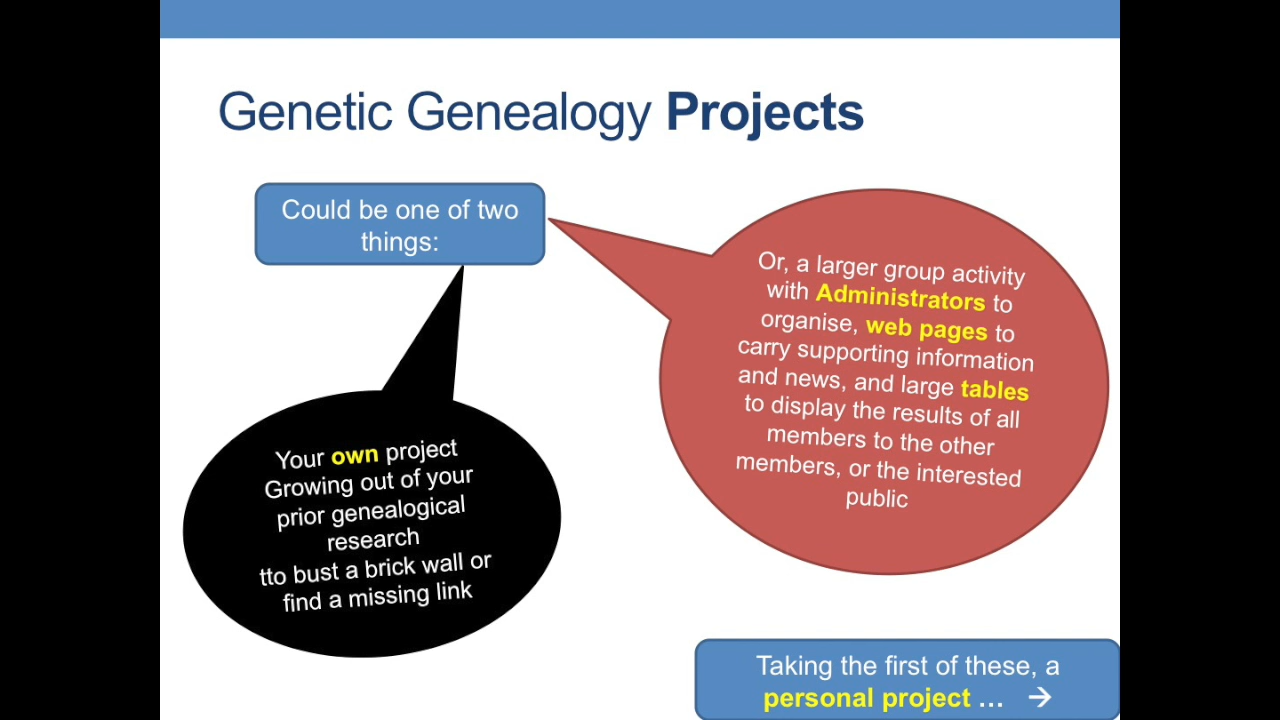 Genetic Genealogy Projects
Could be one of two
things:
Your own project
Growing out of your
prior genealogical
research
tto bust a brick wall or
find a missing link
Or, a larger group activity
with Administrators to
organise, web pages to
carry supporting information
and news, and large tables
to display the results of all
members to the other
members, or the interested
public
Taking the first of these, a
personal project … →